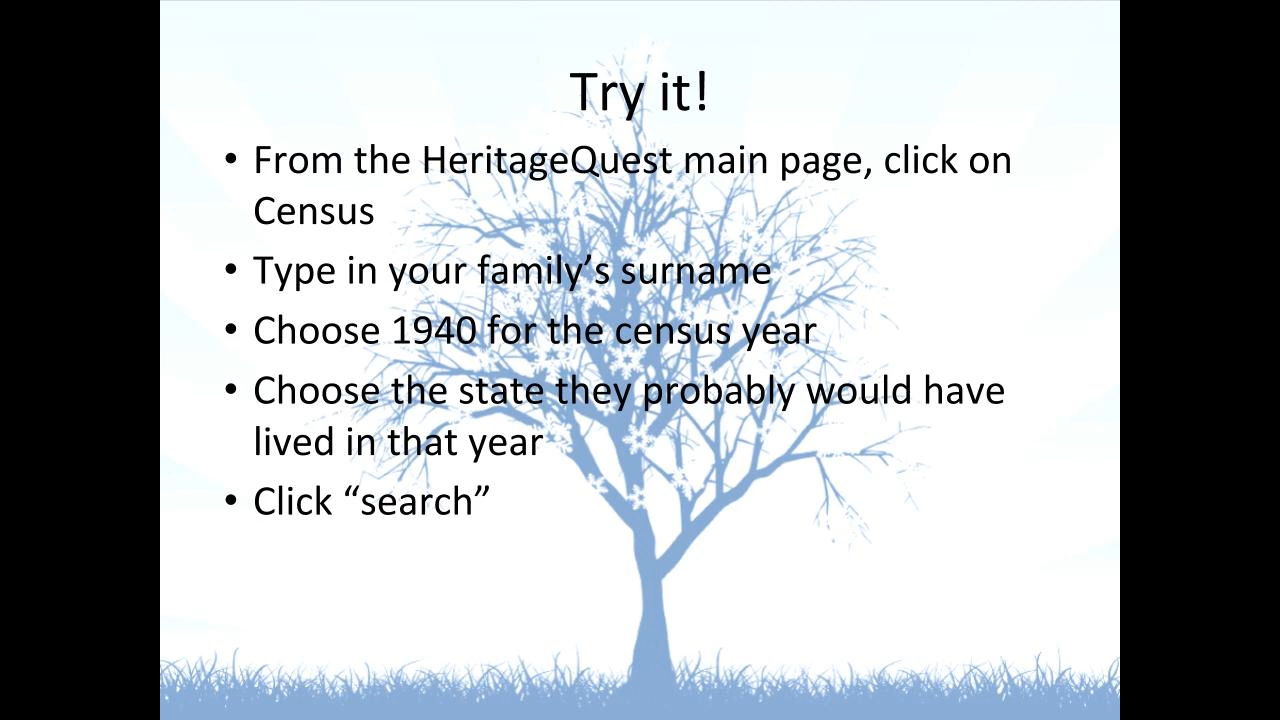 Try it!
• From the HeritageQuest main page, click on
Census
• Type in your family’s surname
• Choose 1940 for the census year
• Choose the state they probably would have
lived in that year
• Click “search”